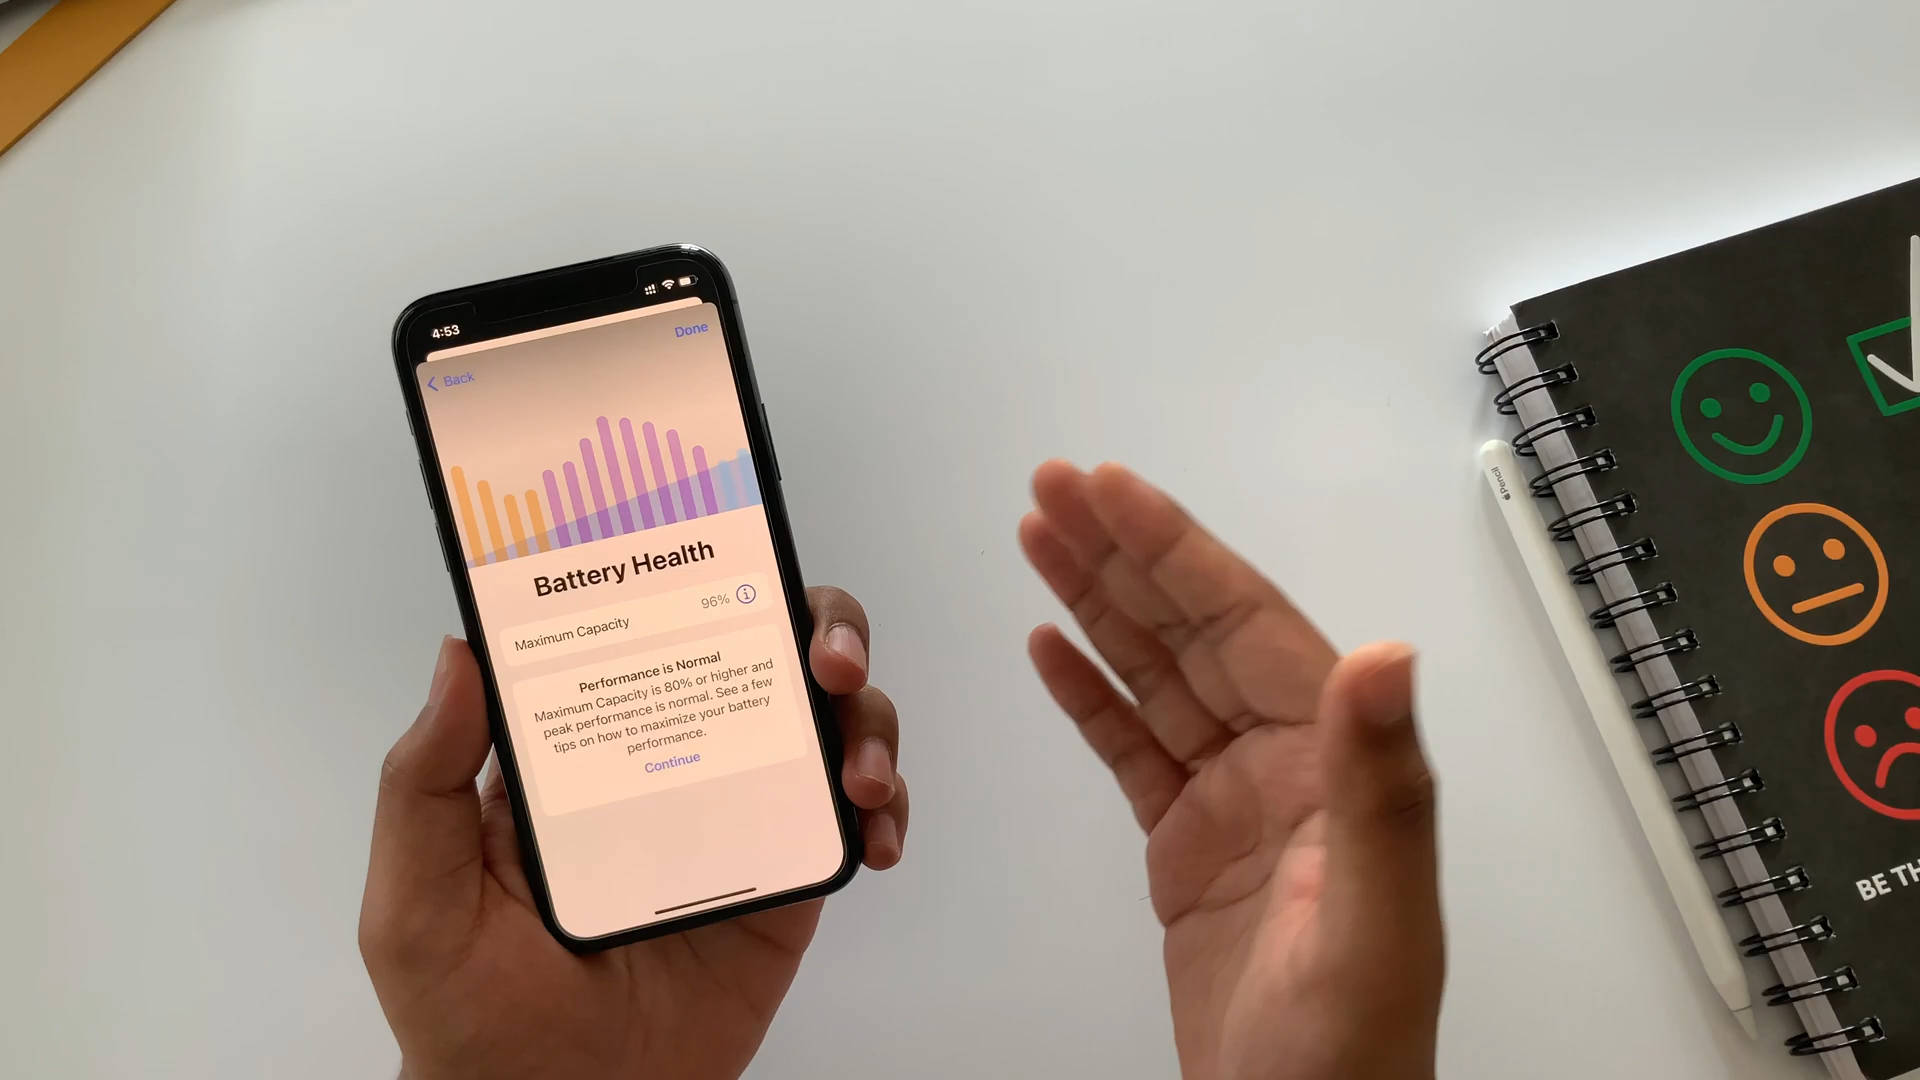 4:53
Done
Back
Battery Health
Maximum Capacity 96%
Performance is Normal
Maximum Capacity is 80% or higher and
peak performance is normal. See a few
tips on how to maximize your battery
performance.
Continue
Pencil
BE TH